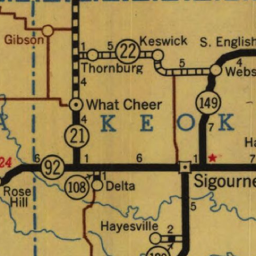 Gibson
1
5
22
Keswick
S. English
Thornburg
5
4
Webs
What Cheer
149
4
K E O K
21
7
Ha
24
6
92
1
6
4
1
7
108
Delta
Sigourne
Rose
Hill
5
Hayesville
2